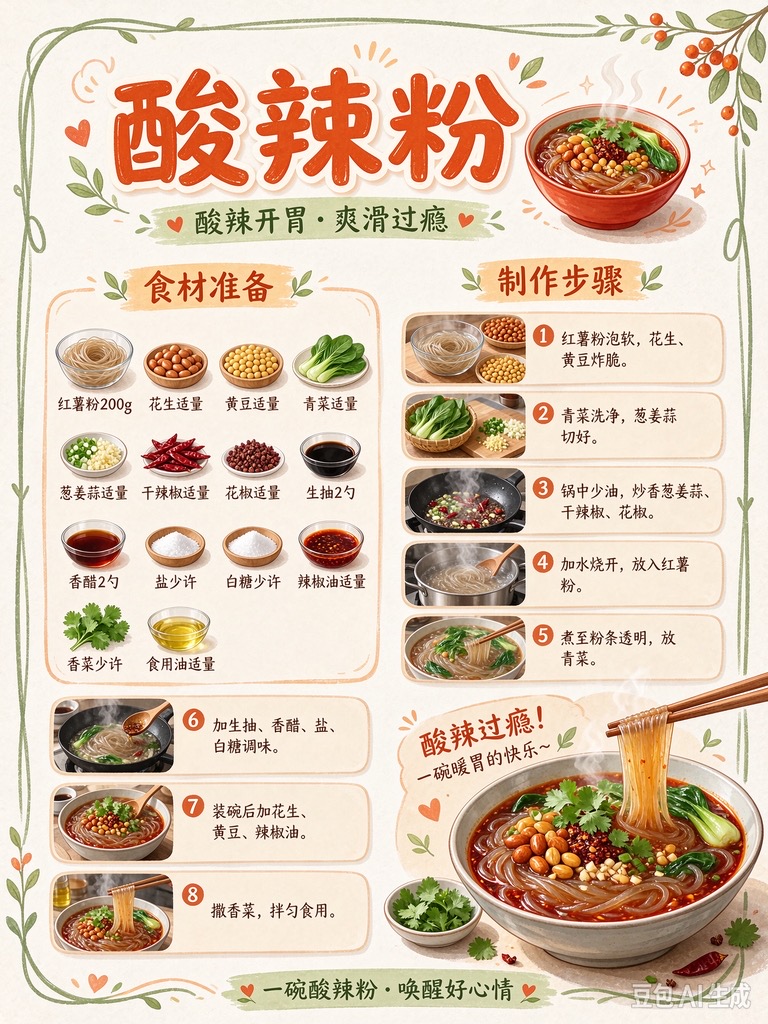 酸辣粉
酸辣开胃·爽滑过瘾
食材准备
红薯粉200g
花生适量
黄豆适量
青菜适量
葱姜蒜适量
干辣椒适量
花椒适量
生抽2勺
香醋2勺
盐少许
白糖少许
辣椒油适量
香菜少许
食用油适量
制作步骤
1 红薯粉泡软，花生、
黄豆炸脆。
2 青菜洗净，葱姜蒜
切好。
3 锅中少油，炒香葱姜蒜、
干辣椒、花椒。
4 加水烧开，放入红薯
粉。
5 煮至粉条透明，放
青菜。
6 加生抽、香醋、盐、
白糖调味。
7 装碗后加花生、
黄豆、辣椒油。
8 撒香菜，拌匀食用。
酸辣过瘾！
一碗暖胃的快乐~
一碗酸辣粉·唤醒好心情
豆包AI生成